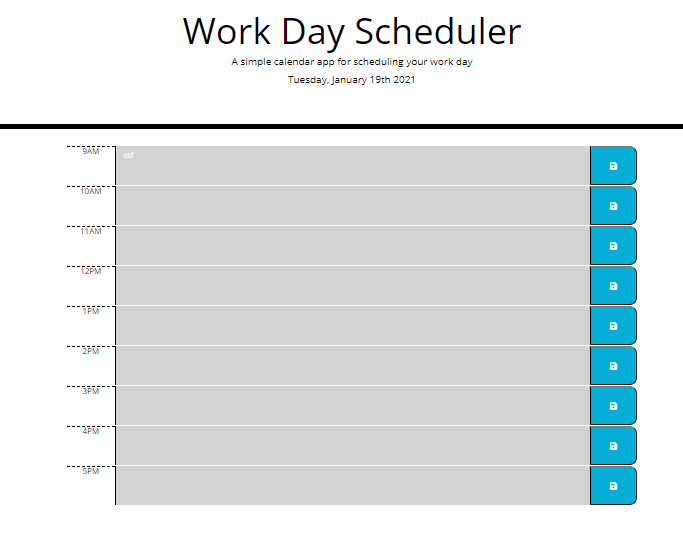 Work Day Scheduler
A simple calendar app for scheduling your work day
Tuesday, January 19th 2021
9AM
ssf
10AM
11AM
12PM
1PM
2PM
3PM
4PM
5PM